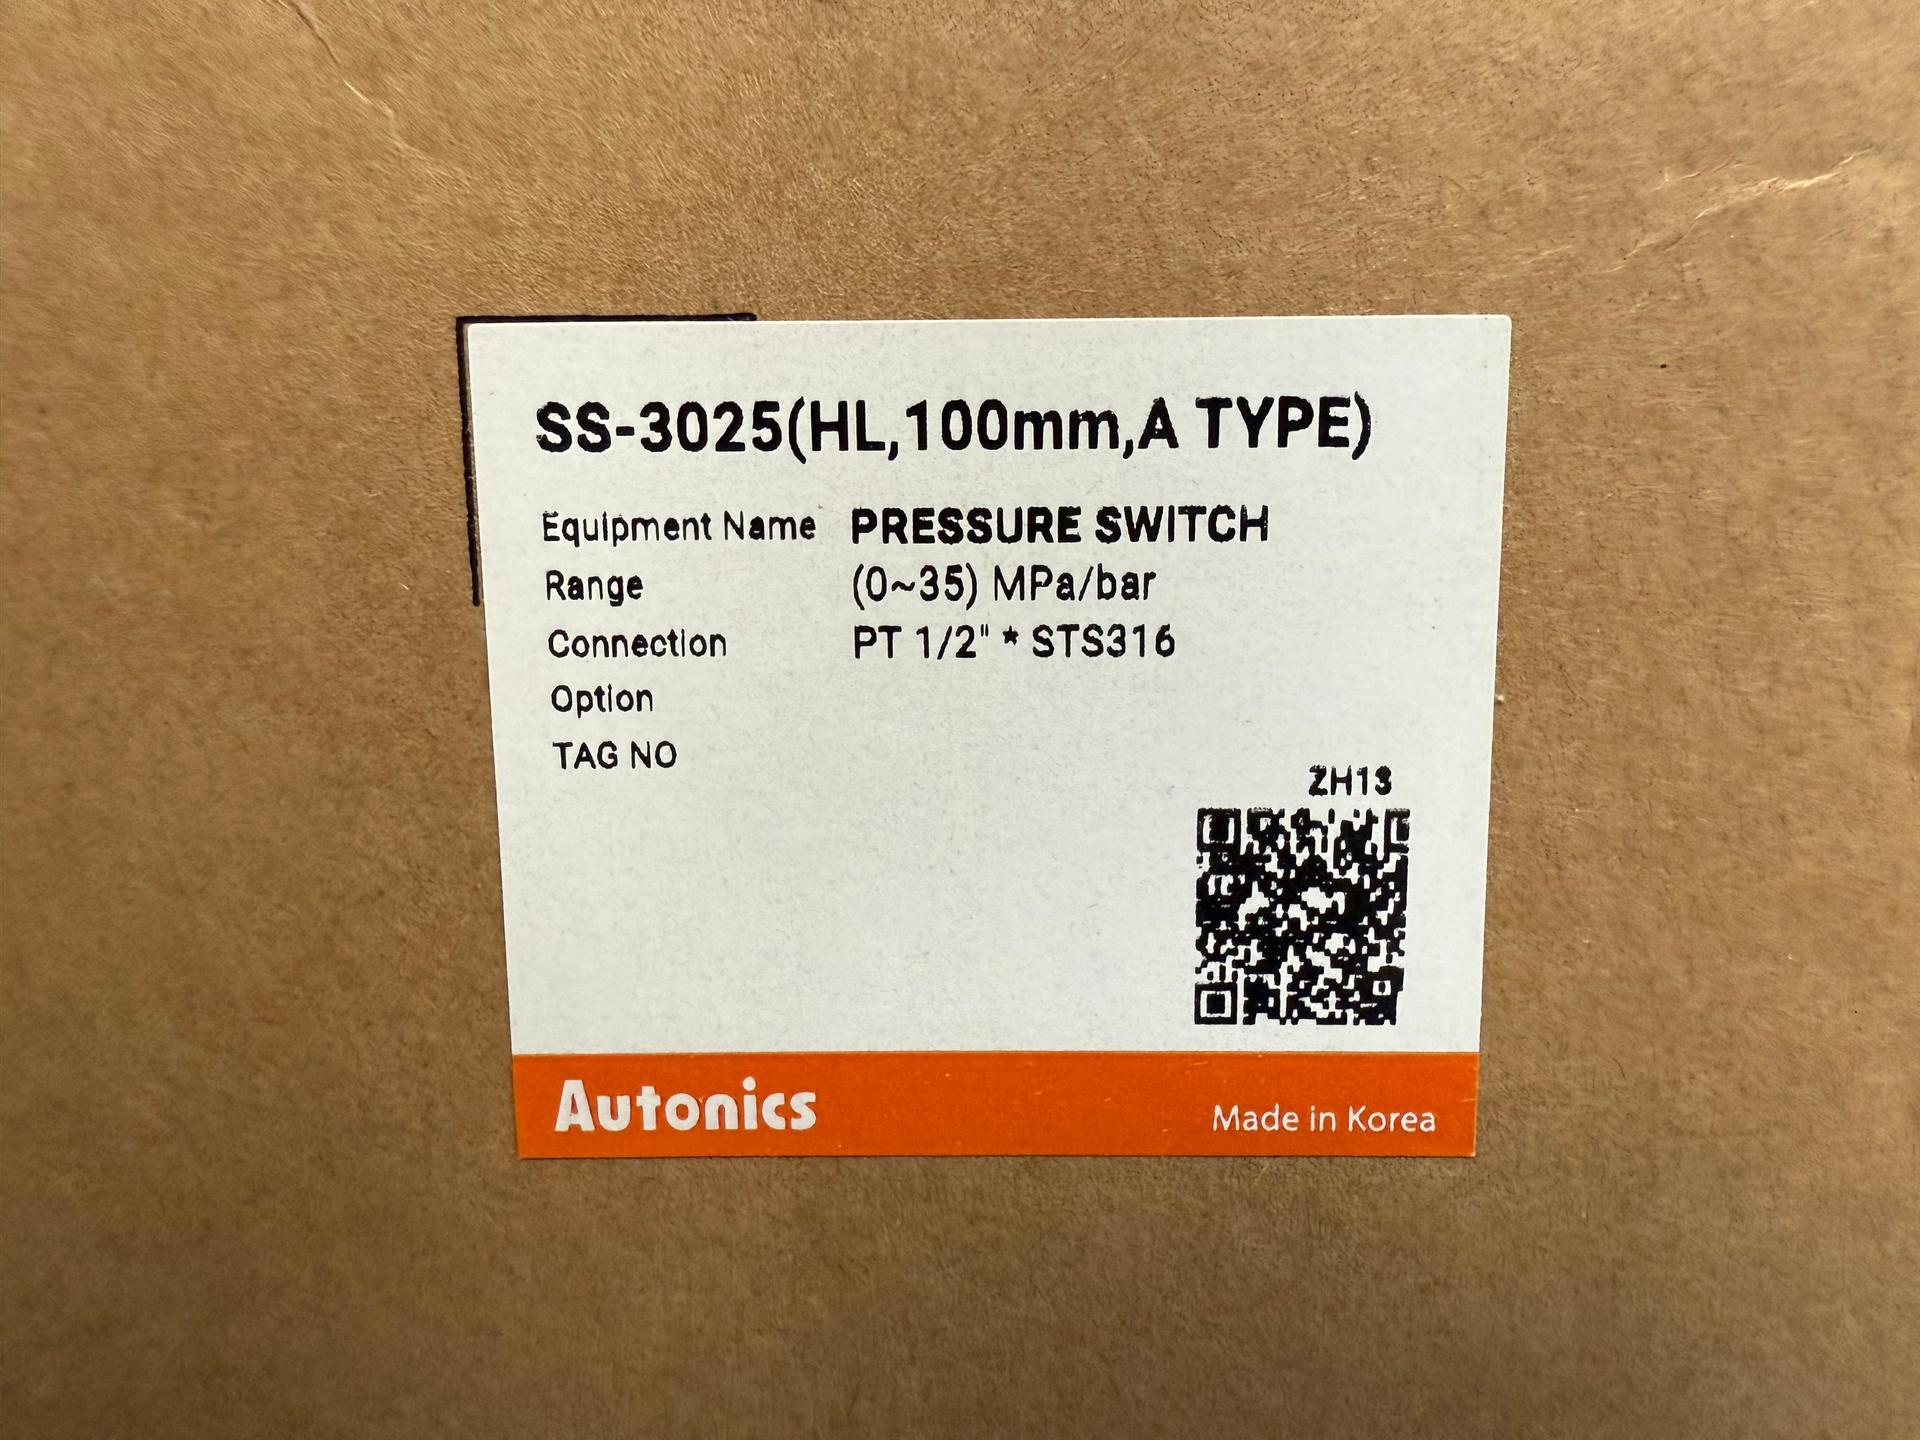 SS-3025(HL,100mm,A TYPE)
Equipment Name PRESSURE SWITCH
Range (0~35) MPa/bar
Connection PT 1/2" * STS316
Option
TAG NO
ZH13
Autonics
Made in Korea